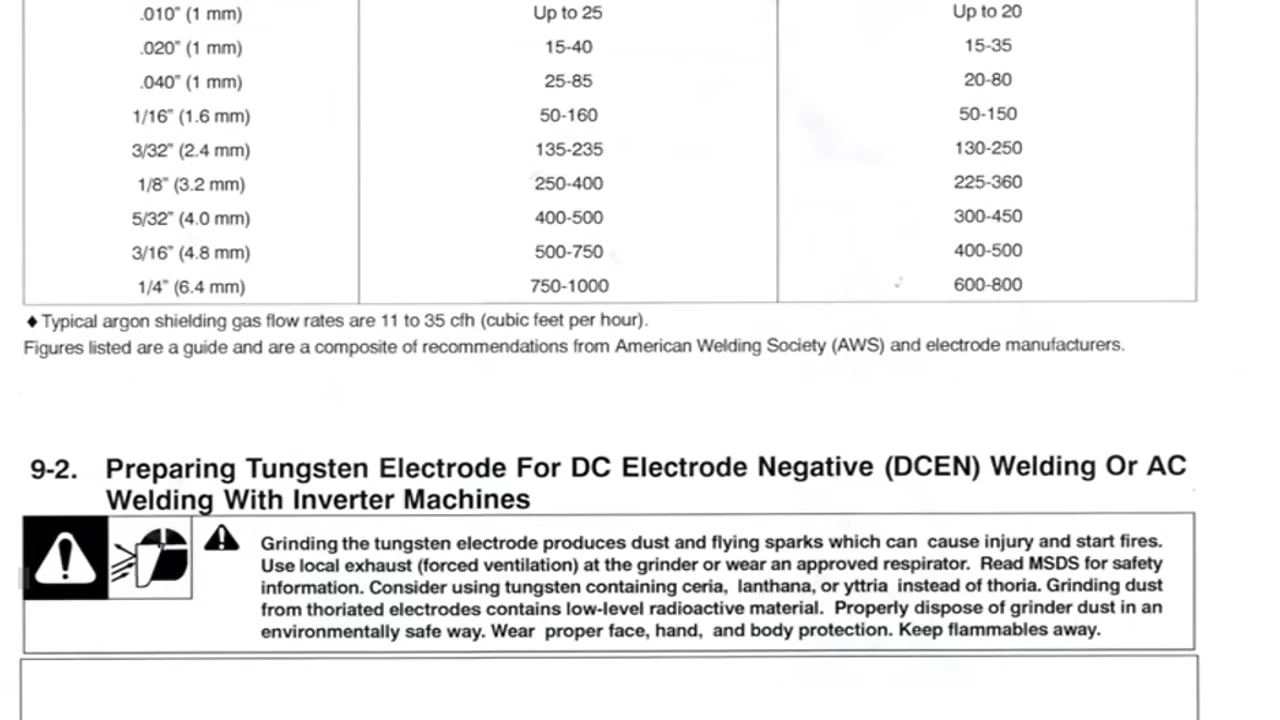 .010" (1 mm) Up to 25 Up to 20
.020" (1 mm) 15-40 15-35
.040" (1 mm) 25-85 20-80
1/16" (1.6 mm) 50-160 50-150
3/32" (2.4 mm) 135-235 130-250
1/8" (3.2 mm) 250-400 225-360
5/32" (4.0 mm) 400-500 300-450
3/16" (4.8 mm) 500-750 400-500
1/4" (6.4 mm) 750-1000 600-800
♦ Typical argon shielding gas flow rates are 11 to 35 cfh (cubic feet per hour).
Figures listed are a guide and are a composite of recommendations from American Welding Society (AWS) and electrode manufacturers.
9-2. Preparing Tungsten Electrode For DC Electrode Negative (DCEN) Welding Or AC
Welding With Inverter Machines
Grinding the tungsten electrode produces dust and flying sparks which can cause injury and start fires.
Use local exhaust (forced ventilation) at the grinder or wear an approved respirator. Read MSDS for safety
information. Consider using tungsten containing ceria, lanthana, or yttria instead of thoria. Grinding dust
from thoriated electrodes contains low-level radioactive material. Properly dispose of grinder dust in an
environmentally safe way. Wear proper face, hand, and body protection. Keep flammables away.